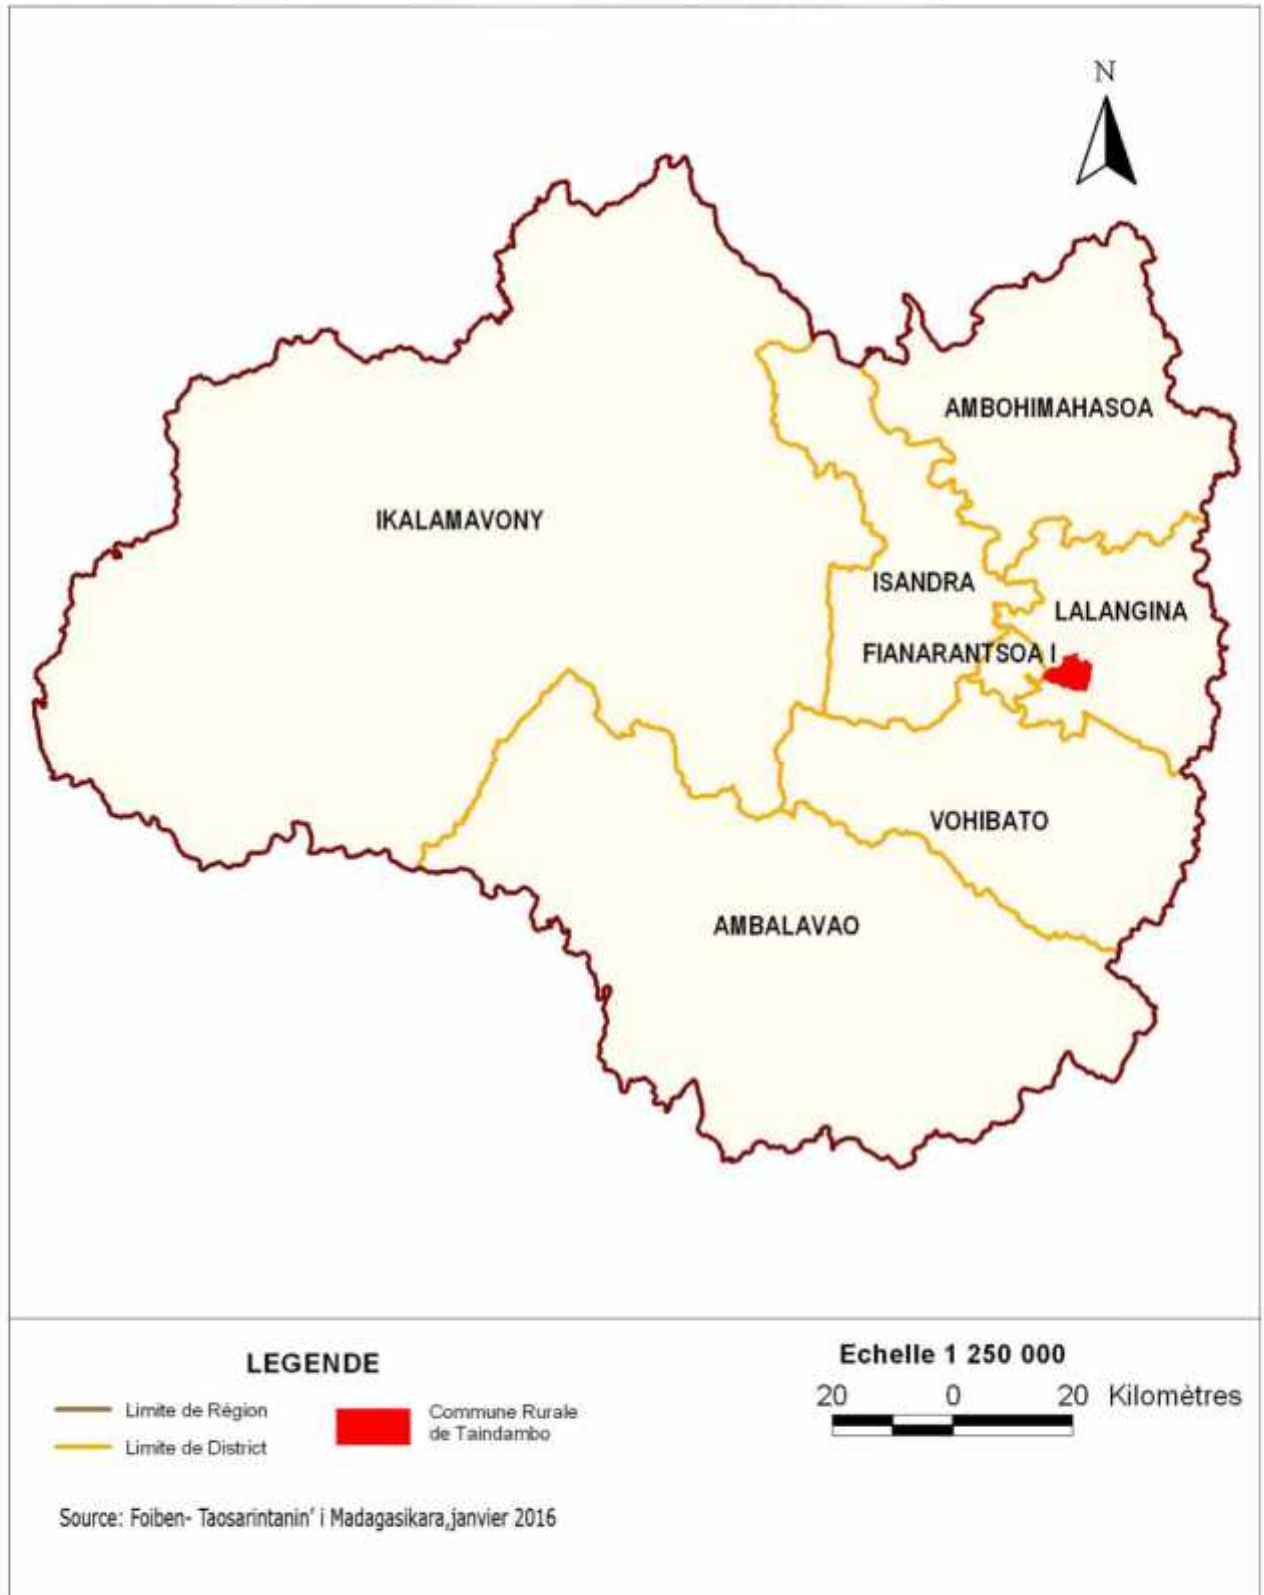 N
AMBOHIMAHASOA
IKALAMAVONY
ISANDRA
LALANGINA
FIANARANTSOA I
VOHIBATO
AMBALAVAO
LEGENDE
Limite de Région
Limite de District
Commune Rurale
de Taindambo
Echelle 1 250 000
20 0 20 Kilomètres
Source: Foiben- Taosarintanin' i Madagasikara,janvier 2016